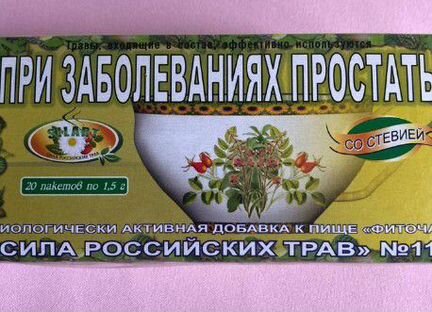 Травы, входящие в состав, эффективно используются
ПРИ ЗАБОЛЕВАНИЯХ ПРОСТАТЫ
СО СТЕВИЕЙ
20 пакетов по 1,5 г
ИОЛОГИЧЕСКИ АКТИВНАЯ ДОБАВКА К ПИЩЕ «ФИТОЧА
СИЛА РОССИЙСКИХ ТРАВ» №11